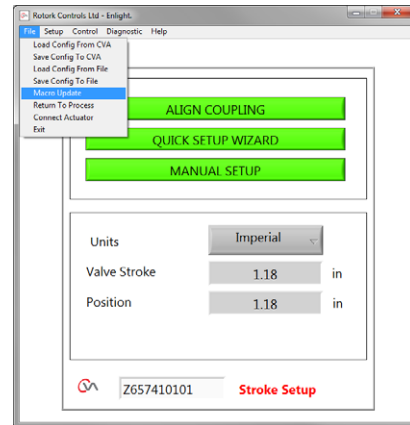 Rotork Controls Ltd - Enlight.
File Setup Control Diagnostic Help
Load Config From CVA
Save Config To CVA
Load Config From File
Save Config To File
Macro Update
Return To Process
Connect Actuator
Exit
ALIGN COUPLING
QUICK SETUP WIZARD
MANUAL SETUP
Units Imperial
Valve Stroke 1.18 in
Position 1.18 in
Z657410101 Stroke Setup